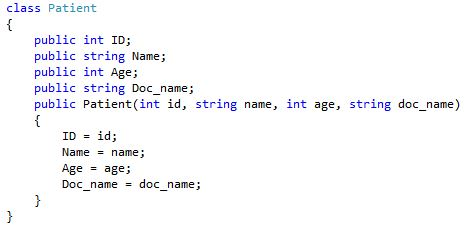 class Patient
{
    public int ID;
    public string Name;
    public int Age;
    public string Doc_name;
    public Patient(int id, string name, int age, string doc_name)
    {
        ID = id;
        Name = name;
        Age = age;
        Doc_name = doc_name;
    }
}